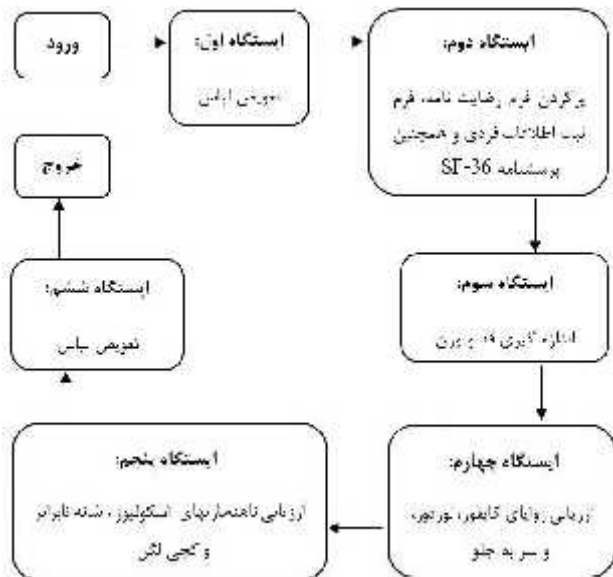 ورود
ایستگاه اول:
تعویض لباس
ایستگاه دوم:
پر کردن فرم رضایت نامه، فرم
ثبت اطلاعات فردی و همچنین
پرسشنامه SF-36
ایستگاه سوم:
اندازه گیری قد و وزن
ایستگاه چهارم:
ارزیابی زوایای کایفوز، لوردوز،
و سر به جلو
ایستگاه پنجم:
ارزیابی ناهنجاریهای اسکولیوز، شانه نابرابر
و کجی لگن
ایستگاه ششم:
تعویض لباس
خروج